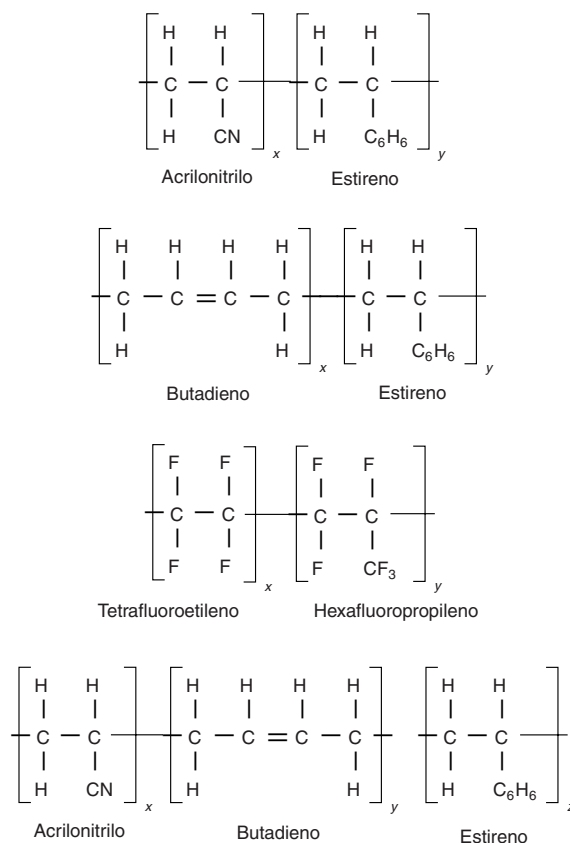 H H H H
C C C C
H CN x H C6H6 y
Acrilonitrilo Estireno
H H H H H H
C C C C C C
H H x H C6H6 y
Butadieno Estireno
F F F F
C C C C
F F x F CF3 y
Tetrafluoroetileno Hexafluoropropileno
H H H H H H H H
C C C C C C C C
H CN x H H y H C6H6 z
Acrilonitrilo Butadieno Estireno